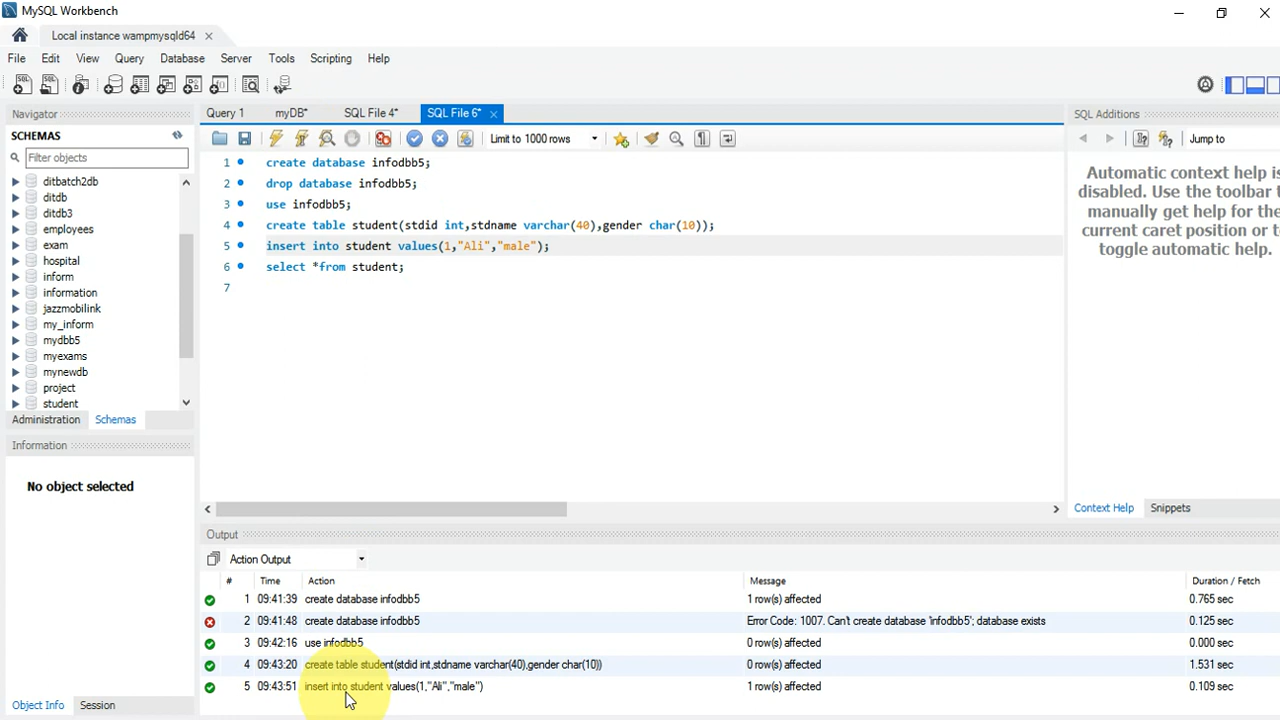 MySQL Workbench
Local instance wampmysqld64
File Edit View Query Database Server Tools Scripting Help
Navigator
SCHEMAS
Filter objects
ditbatch2db
ditdb
ditdb3
employees
exam
hospital
inform
information
jazzmobilink
my_inform
mydbb5
myexams
mynewdb
project
student
Administration Schemas
Information
No object selected
Object Info Session
Query 1 myDB* SQL File 4* SQL File 6*
Limit to 1000 rows
1 create database infodbb5;
2 drop database infodbb5;
3 use infodbb5;
4 create table student(stdid int,stdname varchar(40),gender char(10));
5 insert into student values(1,"Ali","male");
6 select *from student;
7
SQL Additions
Jump to
Automatic context help is
disabled. Use the toolbar t
manually get help for the
current caret position or to
toggle automatic help.
Context Help Snippets
Output
Action Output
# Time Action Message Duration / Fetch
1 09:41:39 create database infodbb5 1 row(s) affected 0.765 sec
2 09:41:48 create database infodbb5 Error Code: 1007. Can't create database 'infodbb5'; database exists 0.125 sec
3 09:42:16 use infodbb5 0 row(s) affected 0.000 sec
4 09:43:20 create table student(stdid int,stdname varchar(40),gender char(10)) 0 row(s) affected 1.531 sec
5 09:43:51 insert into student values(1,"Ali","male") 1 row(s) affected 0.109 sec